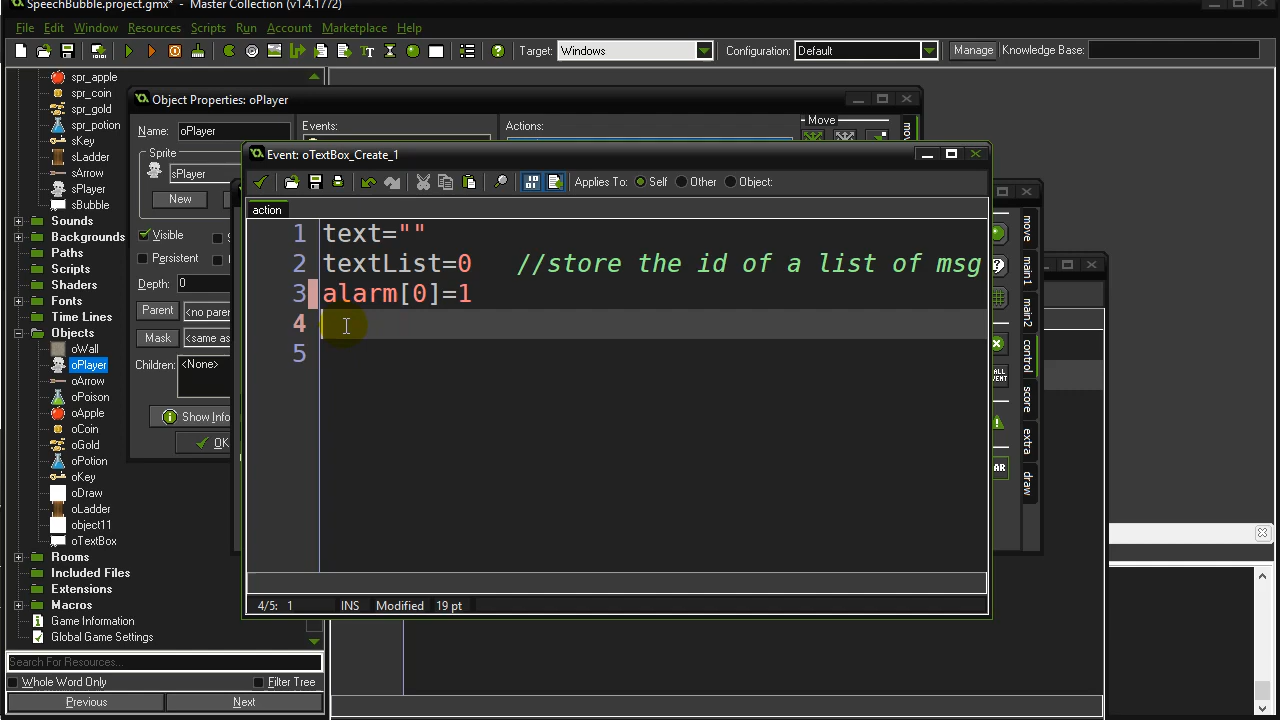 SpeechBubble.project.gmx* - Master Collection (v1.4.1772)
File Edit Window Resources Scripts Run Account Marketplace Help
Target: Windows Configuration: Default Manage Knowledge Base:
spr_apple
spr_coin
spr_gold
spr_potion
sKey
sLadder
sArrow
sPlayer
sBubble
Sounds
Backgrounds
Paths
Scripts
Shaders
Fonts
Time Lines
Objects
oWall
oPlayer
oArrow
oPoison
oApple
oCoin
oGold
oPotion
oKey
oDraw
oLadder
object11
oTextBox
Rooms
Included Files
Extensions
Macros
Game Information
Global Game Settings
Search For Resources...
Whole Word Only Filter Tree
Previous Next
Object Properties: oPlayer
Name: oPlayer
Events:
Actions:
Move
Sprite
sPlayer
New
Visible
Persistent
Depth: 0
Parent <no paren
Mask <same as
Children: <None>
Show Info
OK
Event: oTextBox_Create_1
Applies To: Self Other Object:
action
1 text=""
2 textList=0 //store the id of a list of msg
3 alarm[0]=1
4
5
4/5: 1 INS Modified 19 pt
move
main1
main2
control
score
extra
draw